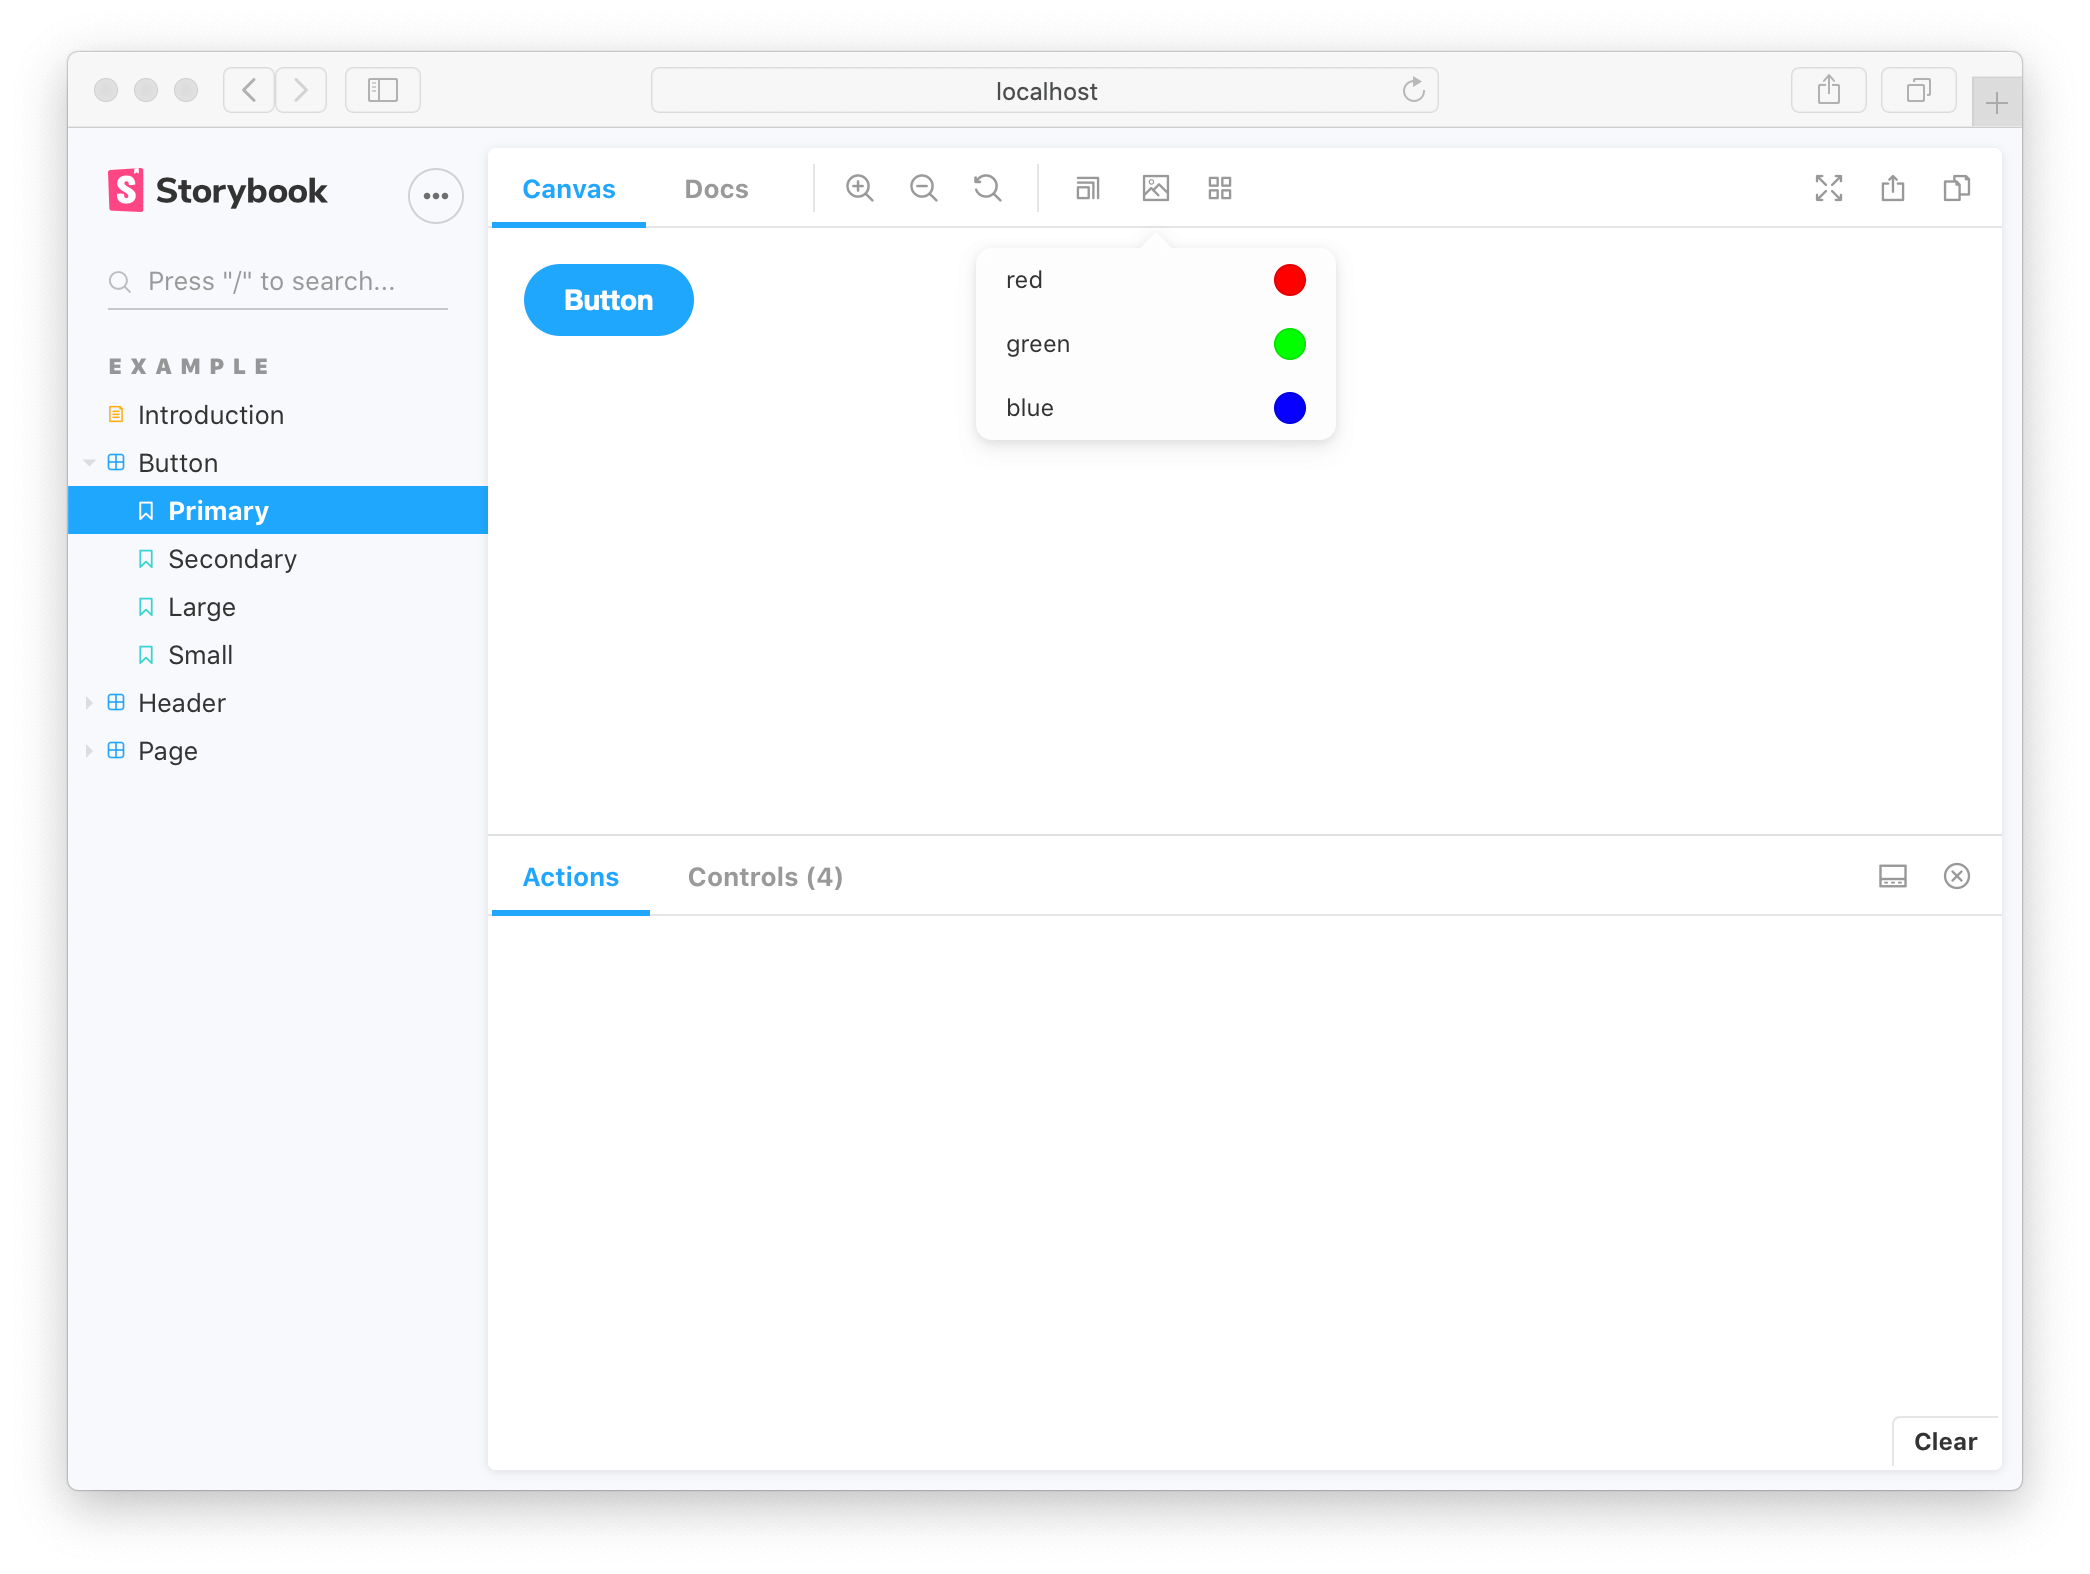 localhost
Storybook
Press "/" to search...
EXAMPLE
Introduction
Button
Primary
Secondary
Large
Small
Header
Page
Canvas
Docs
Button
red
green
blue
Actions
Controls (4)
Clear